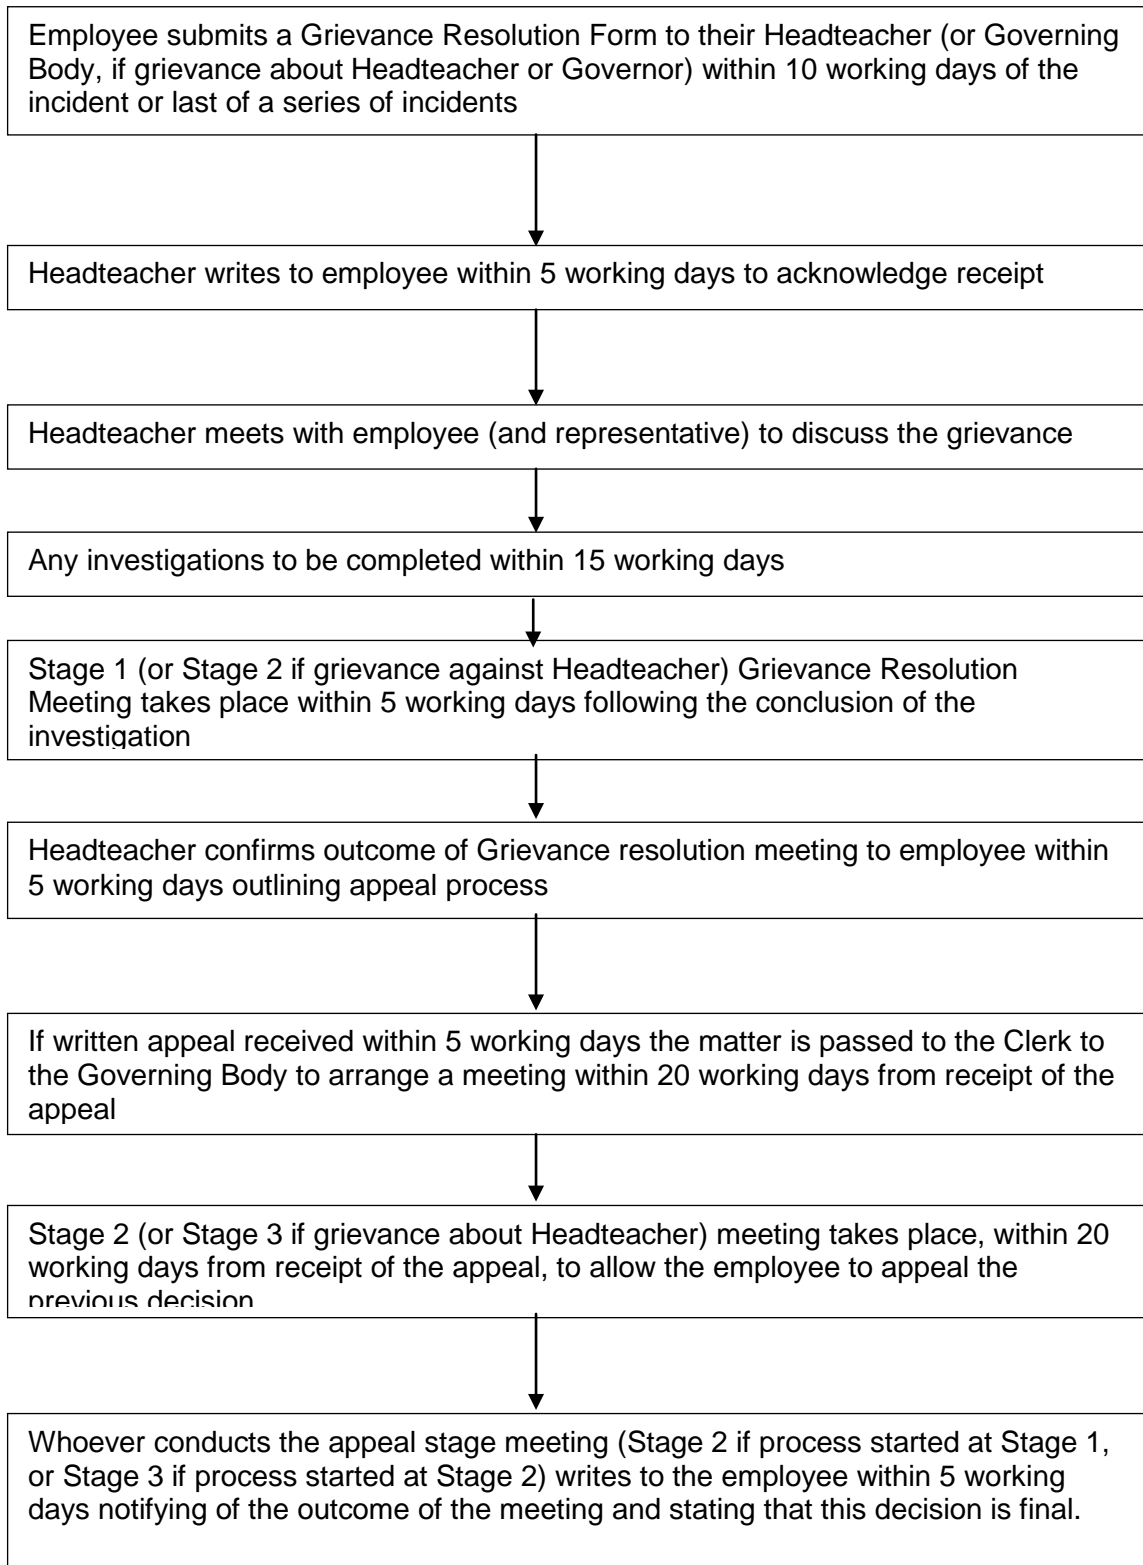 Employee submits a Grievance Resolution Form to their Headteacher (or Governing
Body, if grievance about Headteacher or Governor) within 10 working days of the
incident or last of a series of incidents
Headteacher writes to employee within 5 working days to acknowledge receipt
Headteacher meets with employee (and representative) to discuss the grievance
Any investigations to be completed within 15 working days
Stage 1 (or Stage 2 if grievance against Headteacher) Grievance Resolution
Meeting takes place within 5 working days following the conclusion of the
investigation
Headteacher confirms outcome of Grievance resolution meeting to employee within
5 working days outlining appeal process
If written appeal received within 5 working days the matter is passed to the Clerk to
the Governing Body to arrange a meeting within 20 working days from receipt of the
appeal
Stage 2 (or Stage 3 if grievance about Headteacher) meeting takes place, within 20
working days from receipt of the appeal, to allow the employee to appeal the
previous decision
Whoever conducts the appeal stage meeting (Stage 2 if process started at Stage 1,
or Stage 3 if process started at Stage 2) writes to the employee within 5 working
days notifying of the outcome of the meeting and stating that this decision is final.